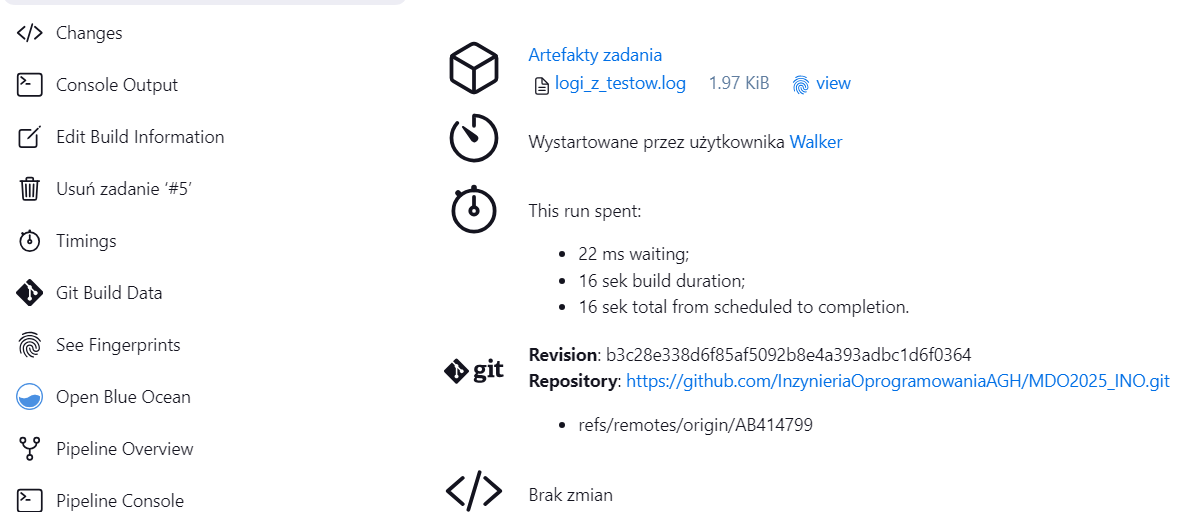 Changes
Console Output
Edit Build Information
Usuń zadanie ‘#5’
Timings
Git Build Data
See Fingerprints
Open Blue Ocean
Pipeline Overview
Pipeline Console
Artefakty zadania
logi_z_testow.log 1.97 KiB view
Wystartowane przez użytkownika Walker
This run spent:
• 22 ms waiting;
• 16 sek build duration;
• 16 sek total from scheduled to completion.
git
Revision: b3c28e338d6f85af5092b8e4a393adbc1d6f0364
Repository: https://github.com/InzynieriaOprogramowaniaAGH/MDO2025_INO.git
• refs/remotes/origin/AB414799
Brak zmian